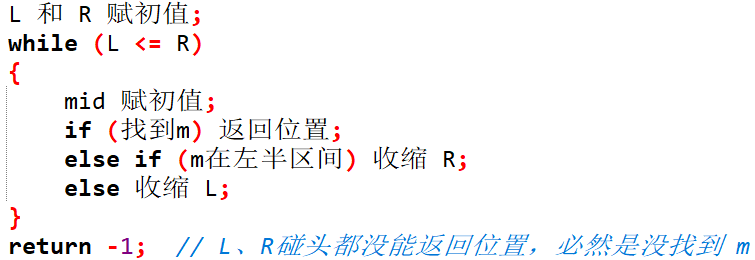 L 和 R 赋初值;
while (L <= R)
{
    mid 赋初值;
    if (找到m) 返回位置;
    else if (m在左半区间) 收缩 R;
    else 收缩 L;
}
return -1;  // L、R碰头都没能返回位置，必然是没找到 m